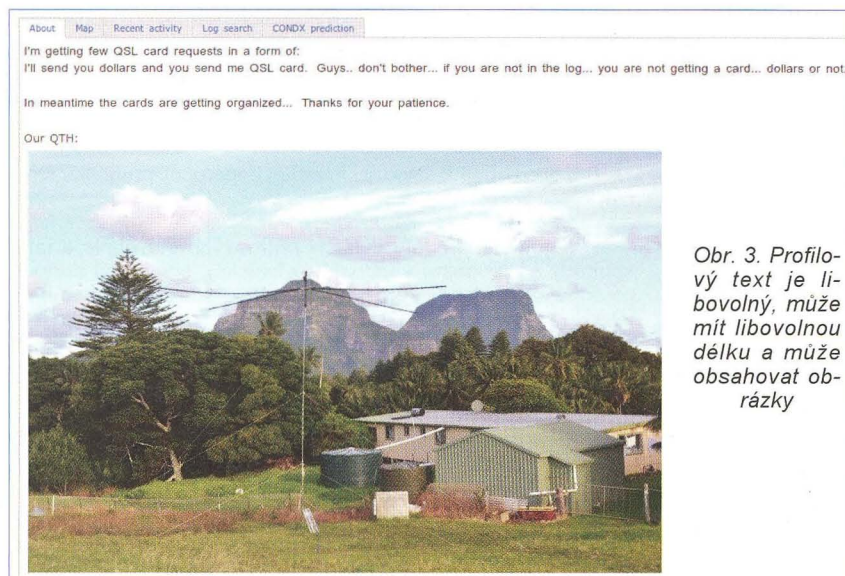 About Map Recent activity Log search CONDX prediction
I'm getting few QSL card requests in a form of:
I'll send you dollars and you send me QSL card. Guys.. don't bother... if you are not in the log... you are not getting a card... dollars or not
In meantime the cards are getting organized... Thanks for your patience.
Our QTH:
Obr. 3. Profilo-
vý text je li-
bovolný, může
mít libovolnou
délku a může
obsahovat ob-
rázky